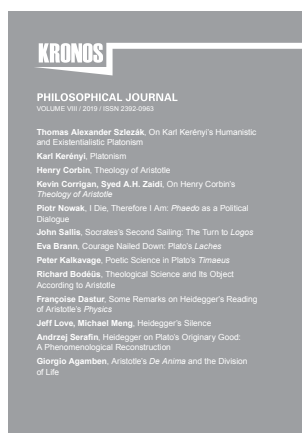 KRONOS
PHILOSOPHICAL JOURNAL
VOLUME VIII / 2019 / ISSN 2392-0963
Thomas Alexander Szlezák, On Karl Kerényi's Humanistic
and Existentialistic Platonism
Karl Kerényi, Platonism
Henry Corbin, Theology of Aristotle
Kevin Corrigan, Syed A.H. Zaidi, On Henry Corbin's
Theology of Aristotle
Piotr Nowak, I Die, Therefore I Am: Phaedo as a Political
Dialogue
John Sallis, Socrates's Second Sailing: The Turn to Logos
Eva Brann, Courage Nailed Down: Plato's Laches
Peter Kalkavage, Poetic Science in Plato's Timaeus
Richard Bodéüs, Theological Science and Its Object
According to Aristotle
Françoise Dastur, Some Remarks on Heidegger's Reading
of Aristotle's Physics
Jeff Love, Michael Meng, Heidegger's Silence
Andrzej Serafin, Heidegger on Plato's Originary Good:
A Phenomenological Reconstruction
Giorgio Agamben, Aristotle's De Anima and the Division
of Life